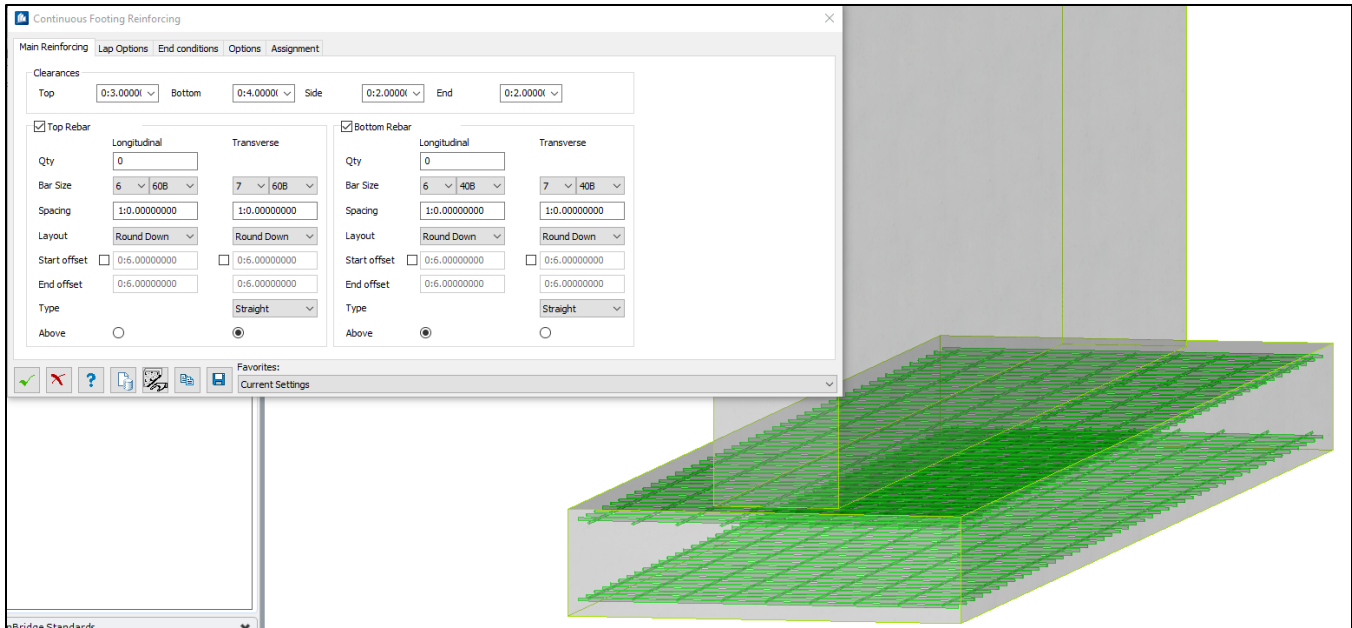 Continuous Footing Reinforcing
Main Reinforcing Lap Options End conditions Options Assignment
Clearances
Top 0:3.0000( Bottom 0:4.0000( Side 0:2.0000( End 0:2.0000(
Top Rebar Bottom Rebar
Longitudinal Transverse Longitudinal Transverse
Qty 0 Qty 0
Bar Size 6 60B 7 60B Bar Size 6 40B 7 40B
Spacing 1:0.00000000 1:0.00000000 Spacing 1:0.00000000 1:0.00000000
Layout Round Down Round Down Layout Round Down Round Down
Start offset 0:6.00000000 0:6.00000000 Start offset 0:6.00000000 0:6.00000000
End offset 0:6.00000000 0:6.00000000 End offset 0:6.00000000 0:6.00000000
Type Straight Type Straight
Above Above
Favorites:
? Current Settings
nBridge Standards